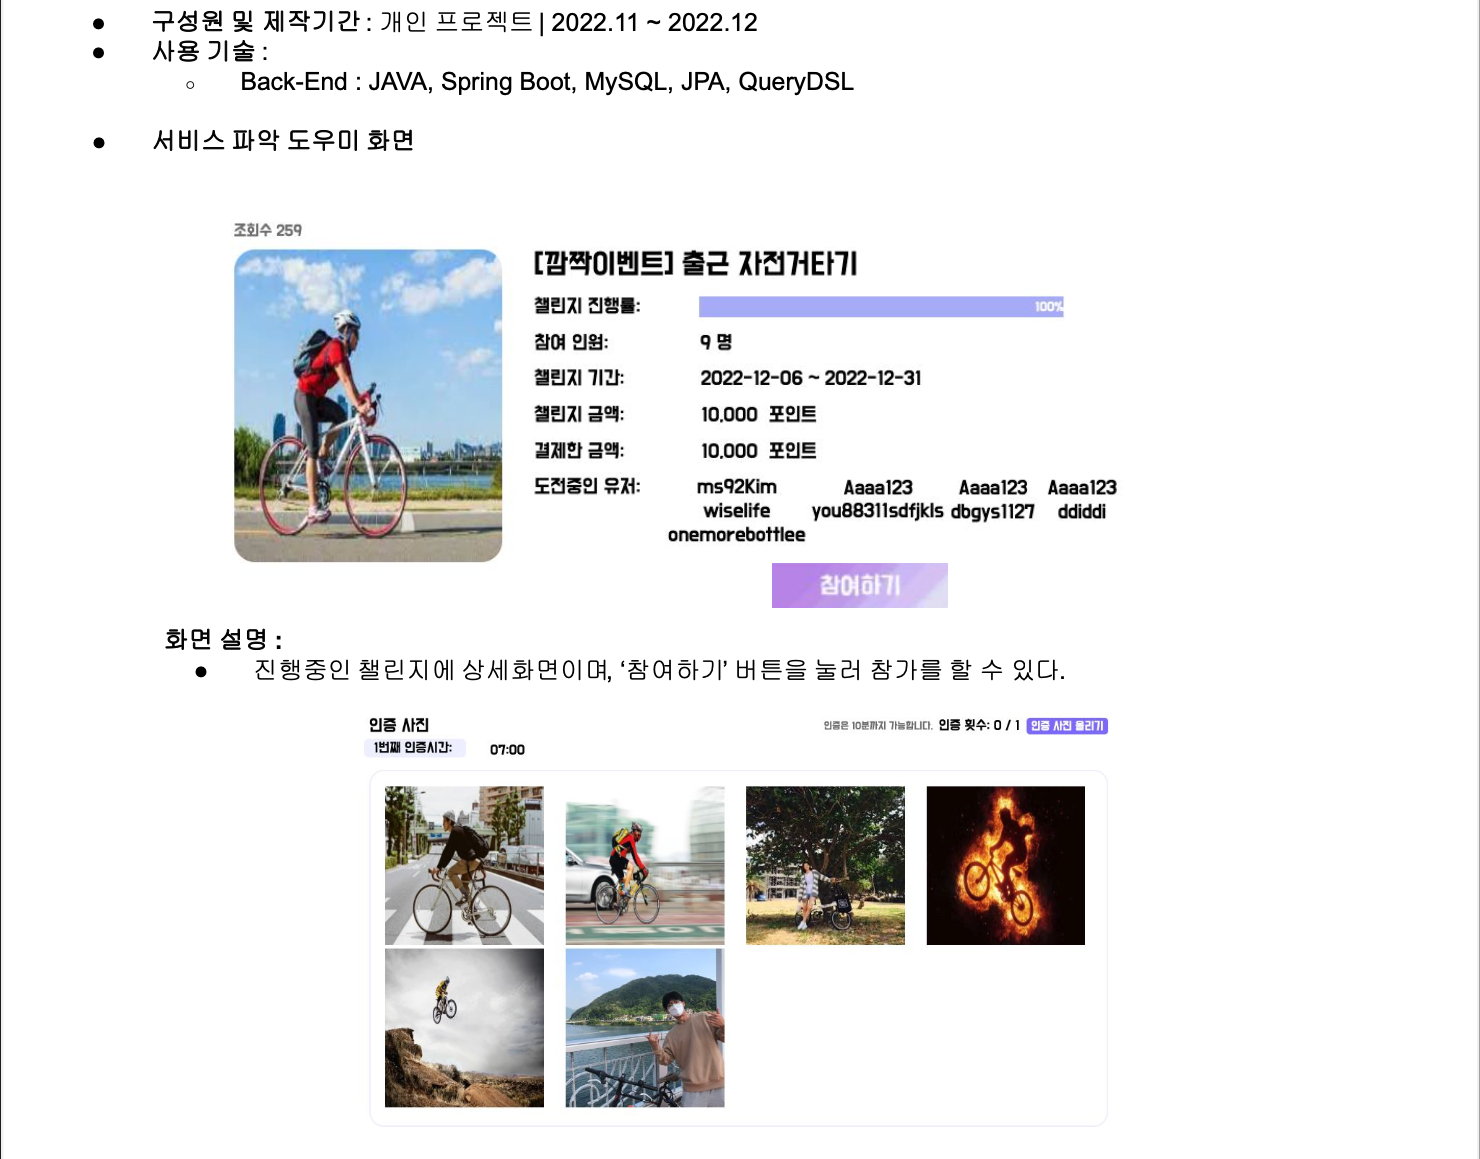 ● 구성원 및 제작기간 : 개인 프로젝트 | 2022.11 ~ 2022.12
● 사용 기술 :
○ Back-End : JAVA, Spring Boot, MySQL, JPA, QueryDSL
● 서비스 파악 도우미 화면
조회수 259
[깜짝이벤트] 출근 자전거타기
챌린지 진행률: 100%
참여 인원: 9 명
챌린지 기간: 2022-12-06 ~ 2022-12-31
챌린지 금액: 10,000 포인트
결제한 금액: 10,000 포인트
도전중인 유저: ms92Kim Aaaa123 Aaaa123 Aaaa123
wiselife you88311sdfjkls dbgys1127 ddiddi
onemorebottlee
참여하기
화면 설명 :
● 진행중인 챌린지에 상세화면이며, ‘참여하기’ 버튼을 눌러 참가를 할 수 있다.
인증 사진 인증은 10분까지 가능합니다. 인증 횟수: 0 / 1 인증 사진 올리기
1번째 인증시간: 07:00